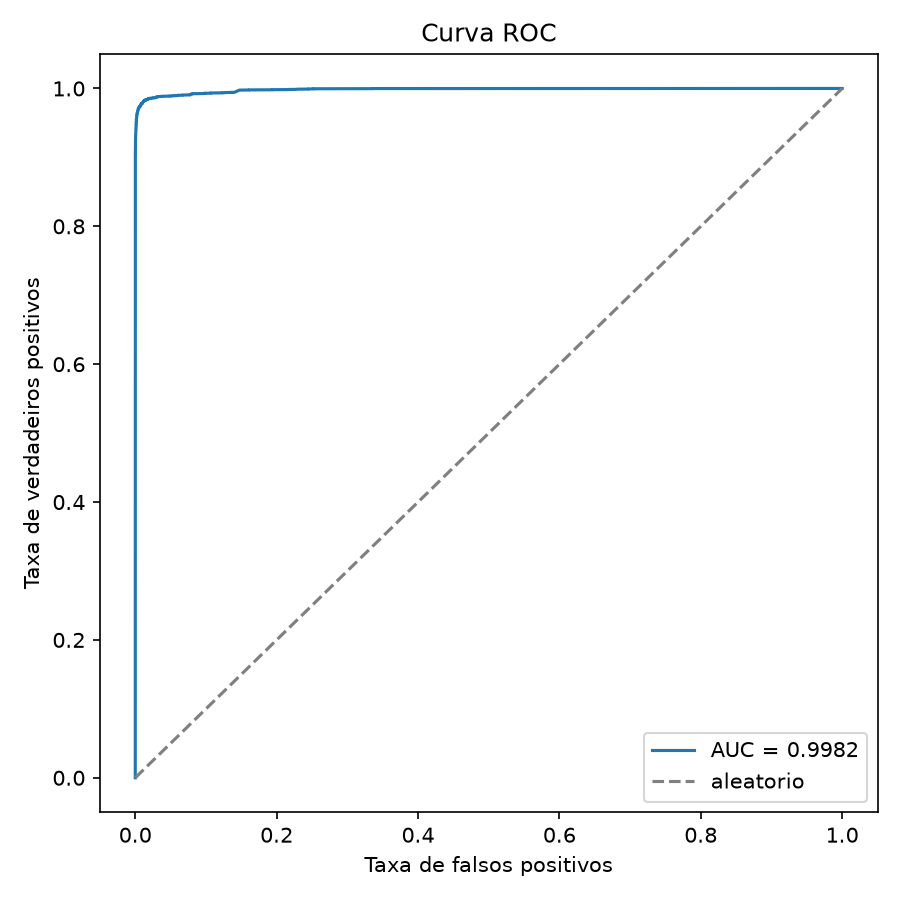 Curva ROC
Taxa de verdadeiros positivos
1.0
0.8
0.6
0.4
0.2
0.0
0.0 0.2 0.4 0.6 0.8 1.0
Taxa de falsos positivos
AUC = 0.9982
aleatorio